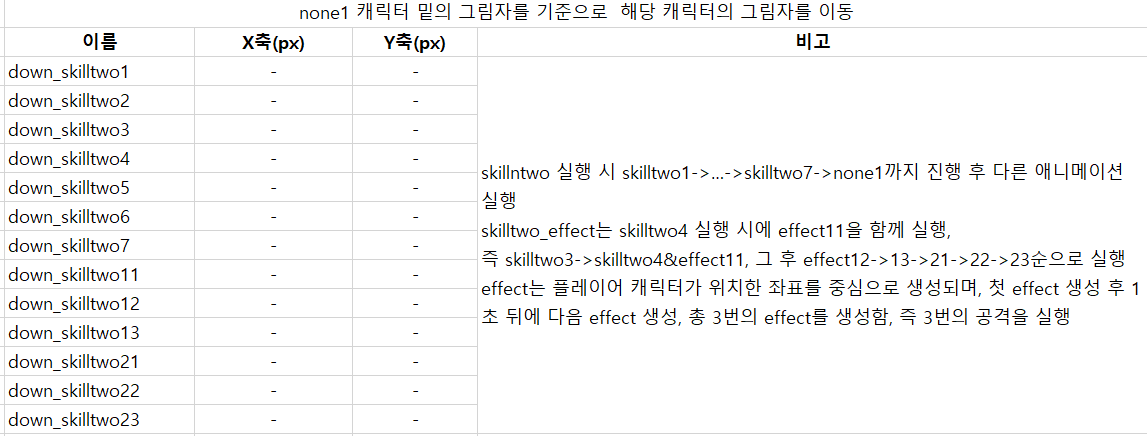 none1 캐릭터 밑의 그림자를 기준으로  해당 캐릭터의 그림자를 이동
이름 X축(px) Y축(px) 비고
down_skilltwo1 - -
down_skilltwo2 - -
down_skilltwo3 - -
down_skilltwo4 - -
down_skilltwo5 - -
down_skilltwo6 - -
down_skilltwo7 - -
down_skilltwo11 - -
down_skilltwo12 - -
down_skilltwo13 - -
down_skilltwo21 - -
down_skilltwo22 - -
down_skilltwo23 - -
skillntwo 실행 시 skilltwo1->...->skilltwo7->none1까지 진행 후 다른 애니메이션
실행
skilltwo_effect는 skilltwo4 실행 시에 effect11을 함께 실행,
즉 skilltwo3->skilltwo4&effect11, 그 후 effect12->13->21->22->23순으로 실행
effect는 플레이어 캐릭터가 위치한 좌표를 중심으로 생성되며, 첫 effect 생성 후 1
초 뒤에 다음 effect 생성, 총 3번의 effect를 생성함, 즉 3번의 공격을 실행